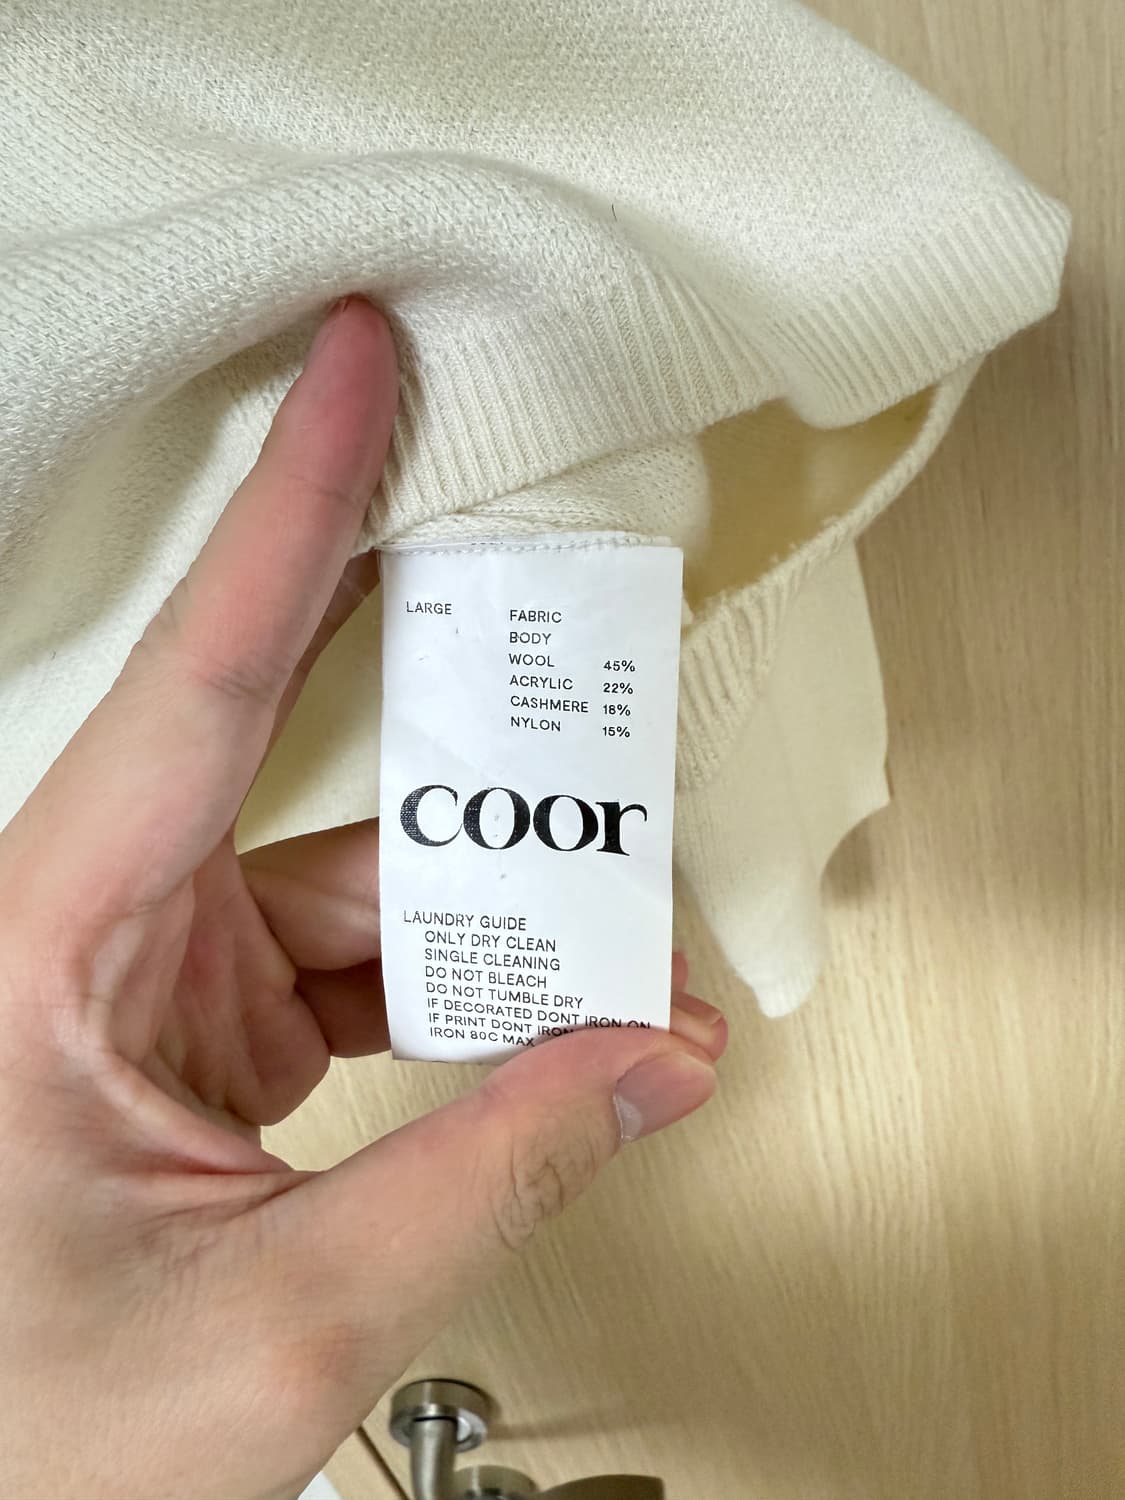 LARGE
FABRIC
BODY
WOOL 45%
ACRYLIC 22%
CASHMERE 18%
NYLON 15%
coor
LAUNDRY GUIDE
ONLY DRY CLEAN
SINGLE CLEANING
DO NOT BLEACH
DO NOT TUMBLE DRY
IF DECORATED DONT IRON ON
IF PRINT DONT IRON
IRON 80C MAX